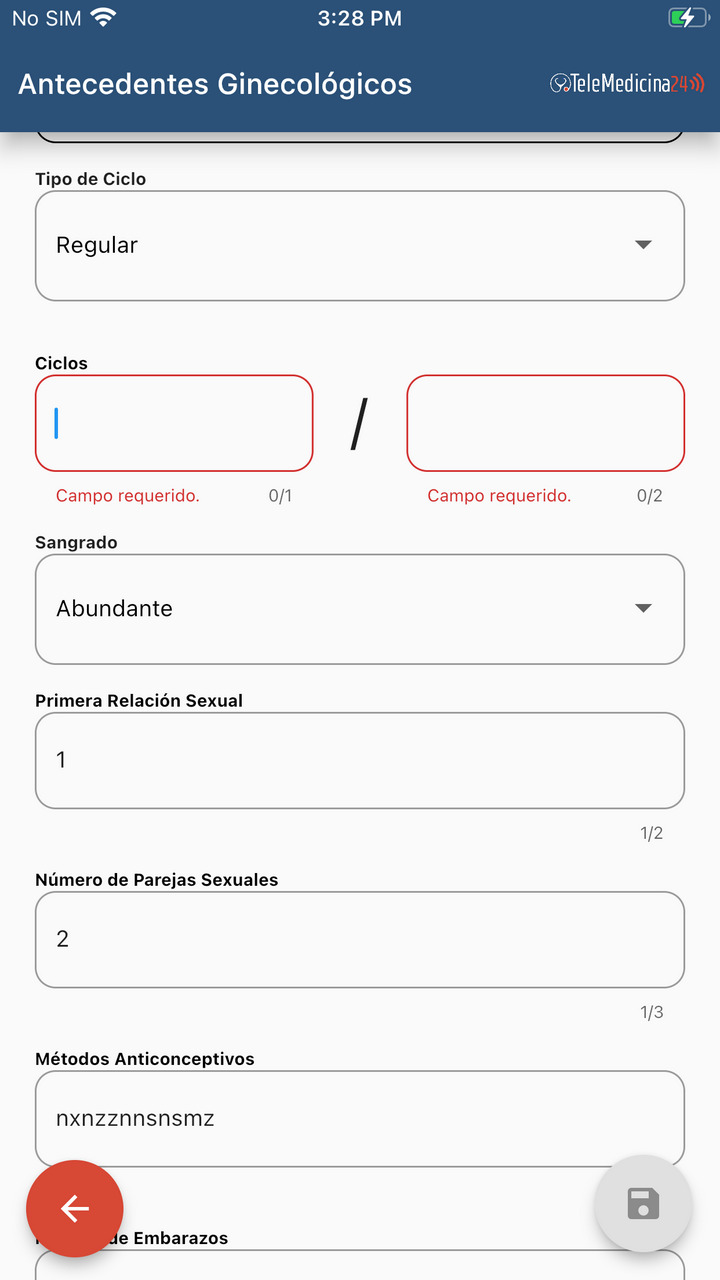 No SIM 3:28 PM
Antecedentes Ginecológicos TeleMedicina24
Tipo de Ciclo
Regular
Ciclos
/
Campo requerido. 0/1 Campo requerido. 0/2
Sangrado
Abundante
Primera Relación Sexual
1
1/2
Número de Parejas Sexuales
2
1/3
Métodos Anticonceptivos
nxnzznnsnsmz
de Embarazos